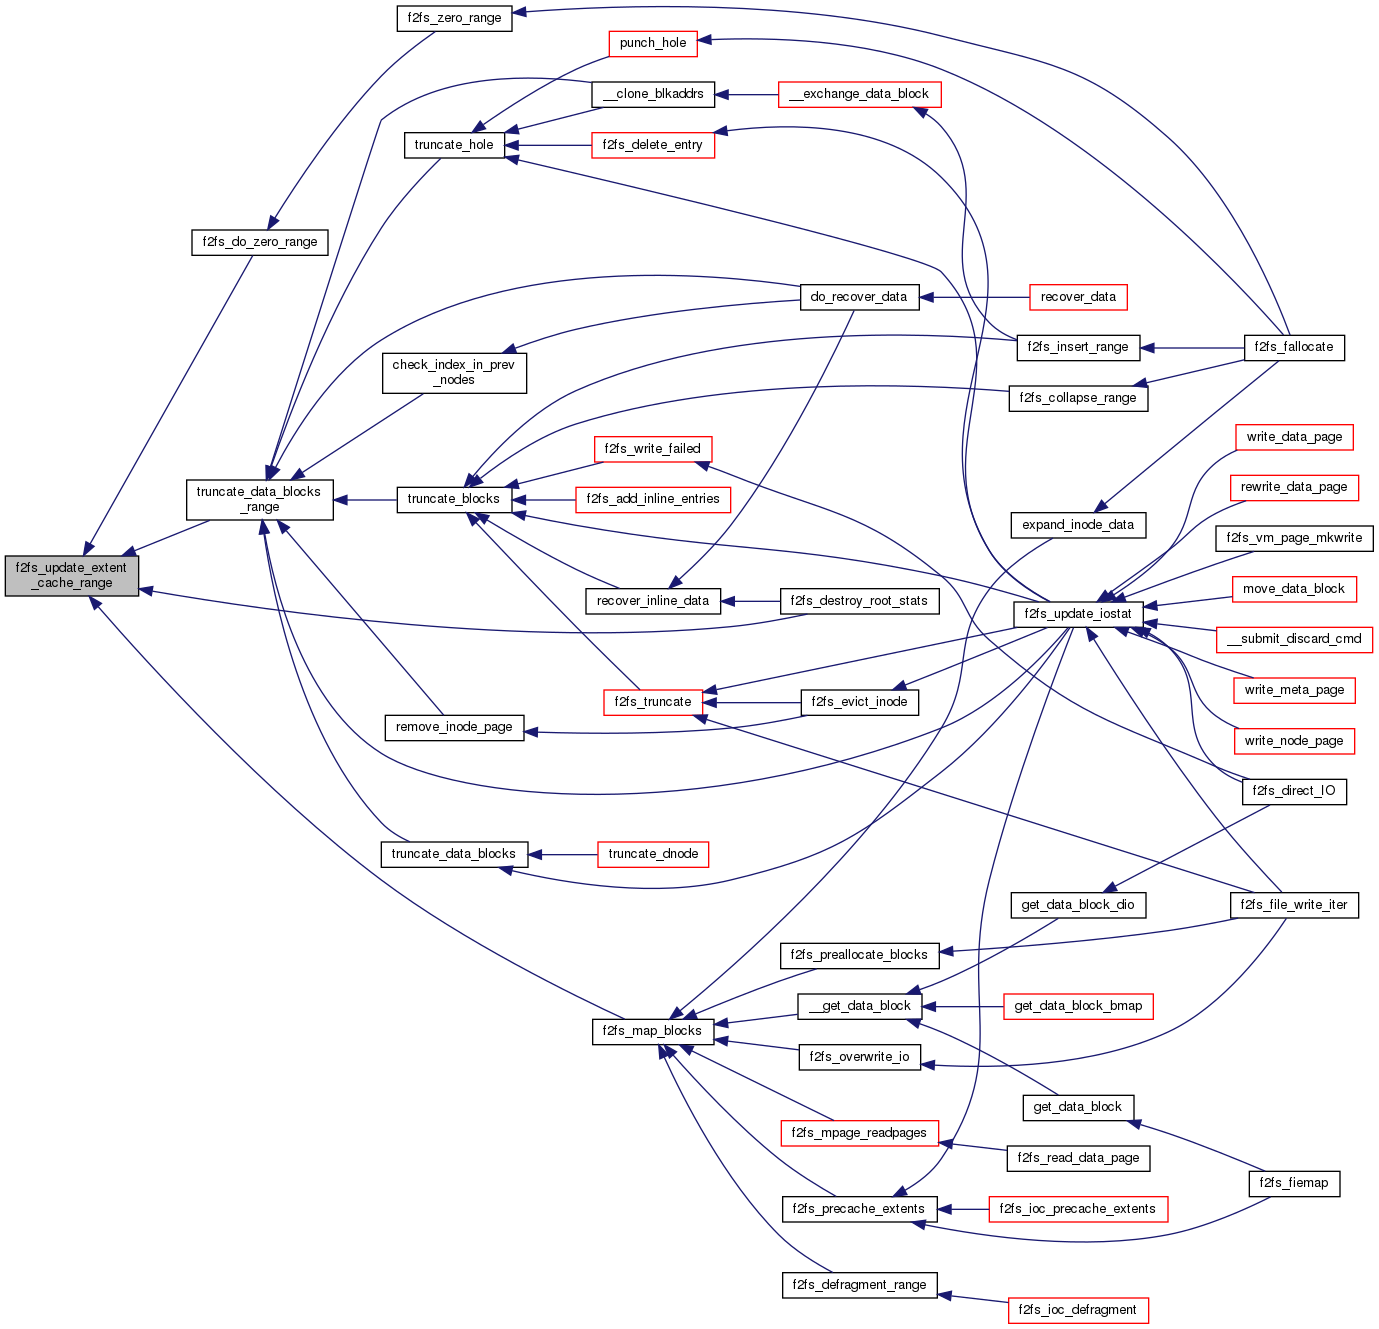 f2fs_zero_range
punch_hole
__clone_blkaddrs
__exchange_data_block
truncate_hole
f2fs_delete_entry
f2fs_do_zero_range
do_recover_data
recover_data
f2fs_insert_range
f2fs_fallocate
check_index_in_prev
_nodes
f2fs_collapse_range
write_data_page
f2fs_write_failed
rewrite_data_page
truncate_data_blocks
_range
truncate_blocks
f2fs_add_inline_entries
expand_inode_data
f2fs_vm_page_mkwrite
f2fs_update_extent
_cache_range
move_data_block
recover_inline_data
f2fs_destroy_root_stats
f2fs_update_iostat
__submit_discard_cmd
write_meta_page
f2fs_truncate
f2fs_evict_inode
remove_inode_page
write_node_page
f2fs_direct_IO
truncate_data_blocks
truncate_dnode
get_data_block_dio
f2fs_file_write_iter
f2fs_preallocate_blocks
__get_data_block
get_data_block_bmap
f2fs_map_blocks
f2fs_overwrite_io
get_data_block
f2fs_mpage_readpages
f2fs_read_data_page
f2fs_fiemap
f2fs_precache_extents
f2fs_ioc_precache_extents
f2fs_defragment_range
f2fs_ioc_defragment